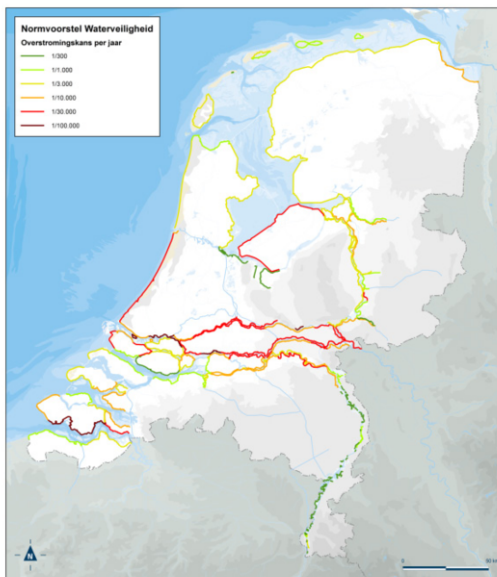 Normvoorstel Waterveiligheid
Overstromingskans per jaar
1/300
1/1.000
1/3.000
1/10.000
1/30.000
1/100.000
N
0